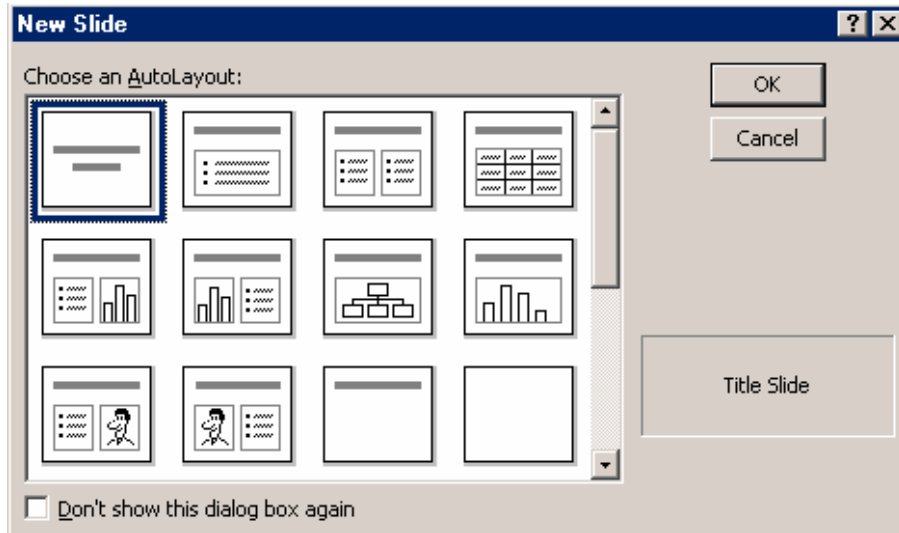 New Slide
Choose an AutoLayout:
OK
Cancel
Title Slide
Don't show this dialog box again